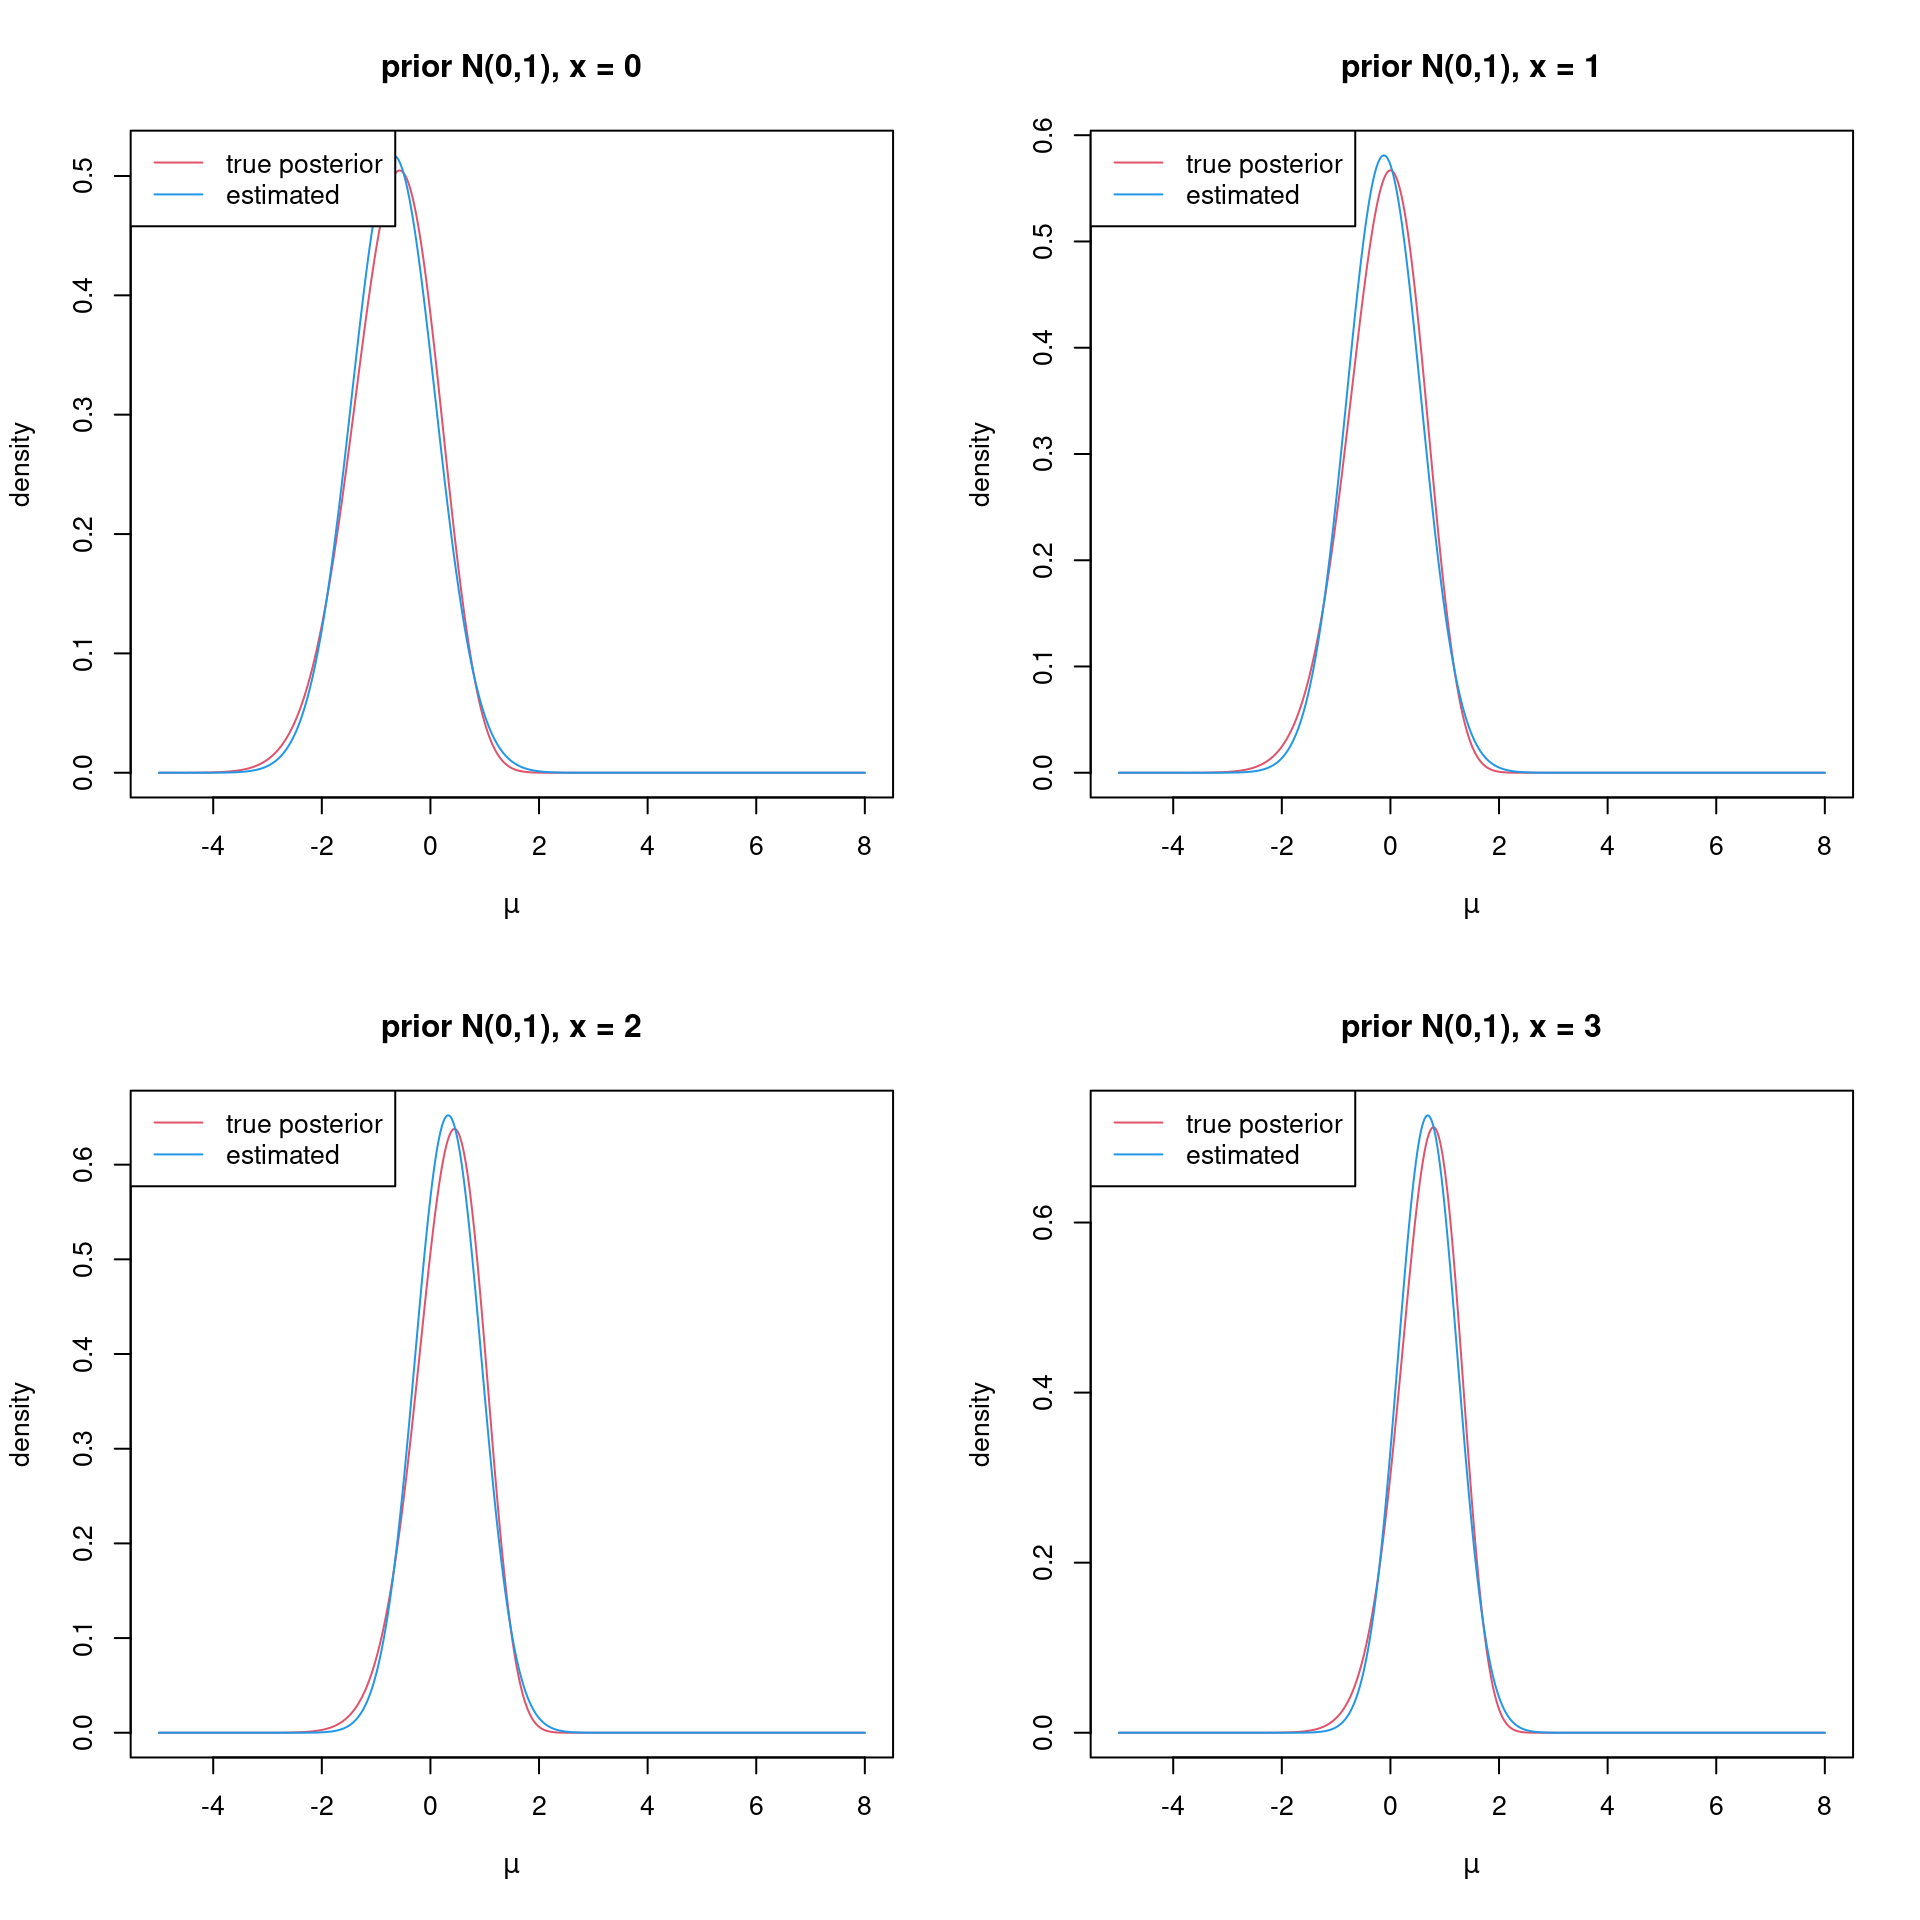 prior N(0,1), x = 0
true posterior
estimated
density
0.0 0.1 0.2 0.3 0.4 0.5
-4 -2 0 2 4 6 8
μ
prior N(0,1), x = 1
true posterior
estimated
density
0.0 0.1 0.2 0.3 0.4 0.5 0.6
-4 -2 0 2 4 6 8
μ
prior N(0,1), x = 2
true posterior
estimated
density
0.0 0.1 0.2 0.3 0.4 0.5 0.6
-4 -2 0 2 4 6 8
μ
prior N(0,1), x = 3
true posterior
estimated
density
0.0 0.2 0.4 0.6
-4 -2 0 2 4 6 8
μ